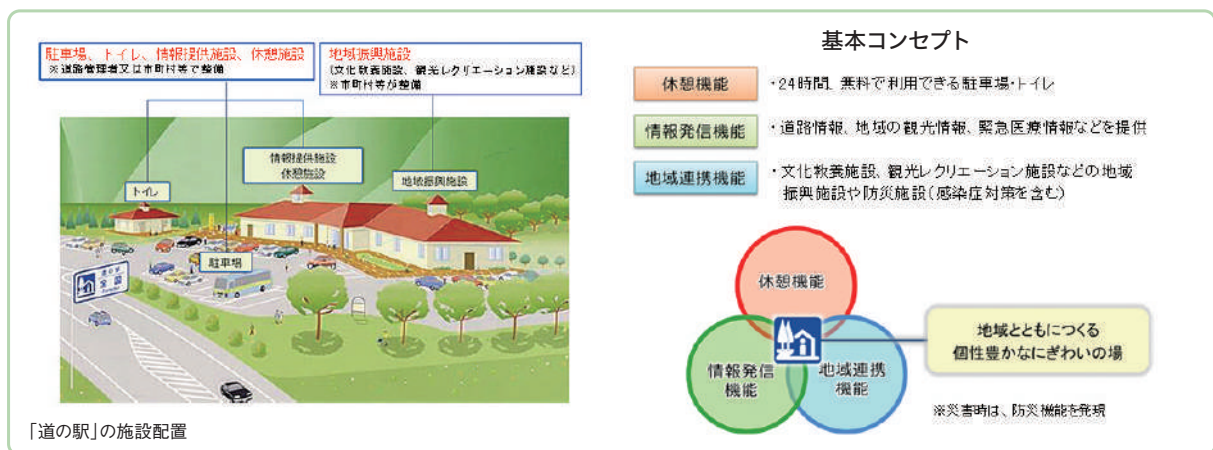 駐車場、トイレ、情報提供施設、休憩施設
※道路管理者又は市町村等で整備
地域振興施設
(文化教養施設、観光レクリエーション施設など)
※市町村等が整備
情報提供施設
休憩施設
トイレ
地域振興施設
駐車場
道の駅
全国
「道の駅」の施設配置
基本コンセプト
休憩機能
・24時間、無料で利用できる駐車場・トイレ
情報発信機能
・道路情報、地域の観光情報、緊急医療情報などを提供
地域連携機能
・文化教養施設、観光レクリエーション施設などの地域
振興施設や防災施設(感染症対策を含む)
休憩機能
情報発信
機能
地域連携
機能
地域とともにつくる
個性豊かなにぎわいの場
※災害時は、防災機能を発現